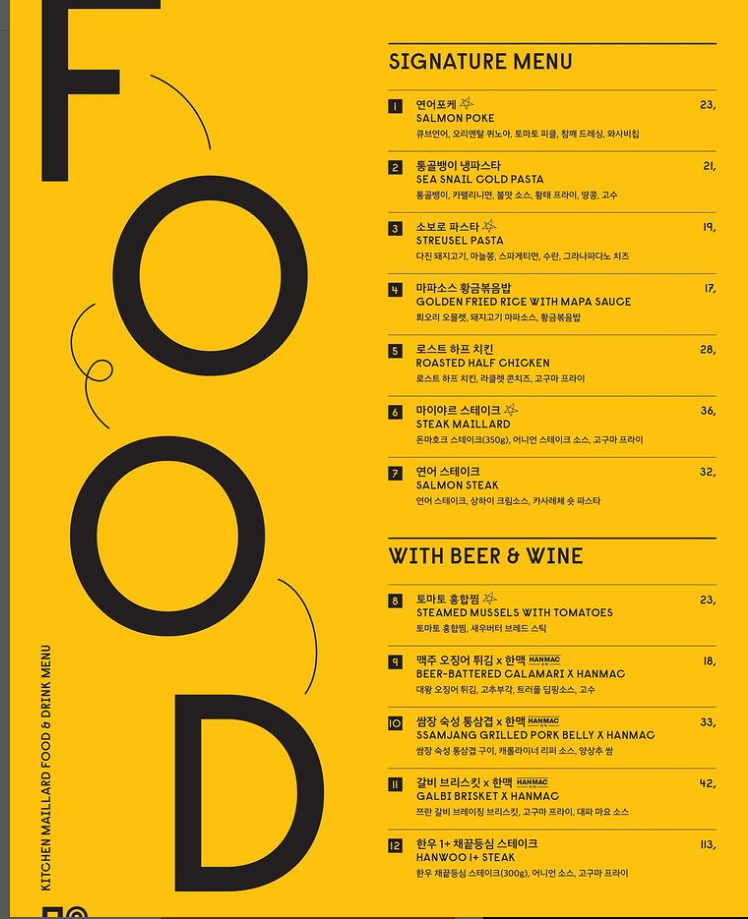 FOOD
KITCHEN MAILLARD FOOD & DRINK MENU
SIGNATURE MENU
1 연어포케 23,
SALMON POKE
큐브연어, 오리엔탈 퀴노아, 토마토 피클, 참깨 드레싱, 와사비칩
2 통골뱅이 냉파스타 21,
SEA SNAIL COLD PASTA
통골뱅이, 카펠리니면, 불맛 소스, 황태 프라이, 땅콩, 고수
3 소보로 파스타 19,
STREUSEL PASTA
다진 돼지고기, 마늘쫑, 스파게티면, 수란, 그라나파다노 치즈
4 마파소스 황금볶음밥 17,
GOLDEN FRIED RICE WITH MAPA SAUCE
회오리 오믈렛, 돼지고기 마파소스, 황금볶음밥
5 로스트 하프 치킨 28,
ROASTED HALF CHICKEN
로스트 하프 치킨, 라클렛 콘치즈, 고구마 프라이
6 마이야르 스테이크 36,
STEAK MAILLARD
돈마호크 스테이크(350g), 어니언 스테이크 소스, 고구마 프라이
7 연어 스테이크 32,
SALMON STEAK
연어 스테이크, 상하이 크림소스, 카사레체 숏 파스타
WITH BEER & WINE
8 토마토 홍합찜 23,
STEAMED MUSSELS WITH TOMATOES
토마토 홍합찜, 새우버터 브레드 스틱
9 맥주 오징어 튀김 x 한맥 HANMAC 18,
BEER-BATTERED CALAMARI X HANMAC
대왕 오징어 튀김, 고추부각, 트러플 딥핑소스, 고수
10 쌈장 숙성 통삼겹 x 한맥 HANMAC 33,
SSAMJANG GRILLED PORK BELLY X HANMAC
쌈장 숙성 통삼겹 구이, 캐롤라이너 리퍼 소스, 양상추 쌈
11 갈비 브리스킷 x 한맥 HANMAC 42,
GALBI BRISKET X HANMAC
쯔란 갈비 브레이징 브리스킷, 고구마 프라이, 대파 마요 소스
12 한우 1+ 채끝등심 스테이크 113,
HANWOO 1+ STEAK
한우 채끝등심 스테이크(300g), 어니언 소스, 고구마 프라이